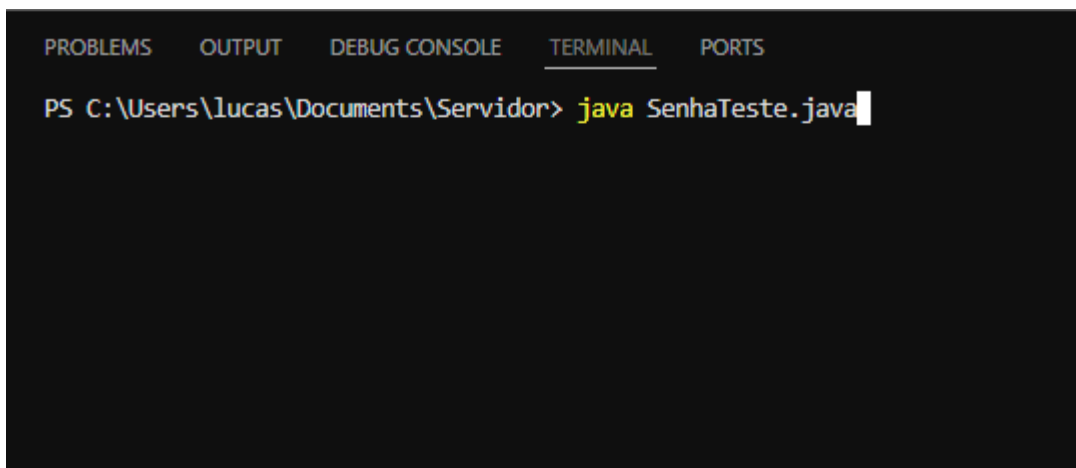 PROBLEMS OUTPUT DEBUG CONSOLE TERMINAL PORTS
PS C:\Users\lucas\Documents\Servidor> java SenhaTeste.java